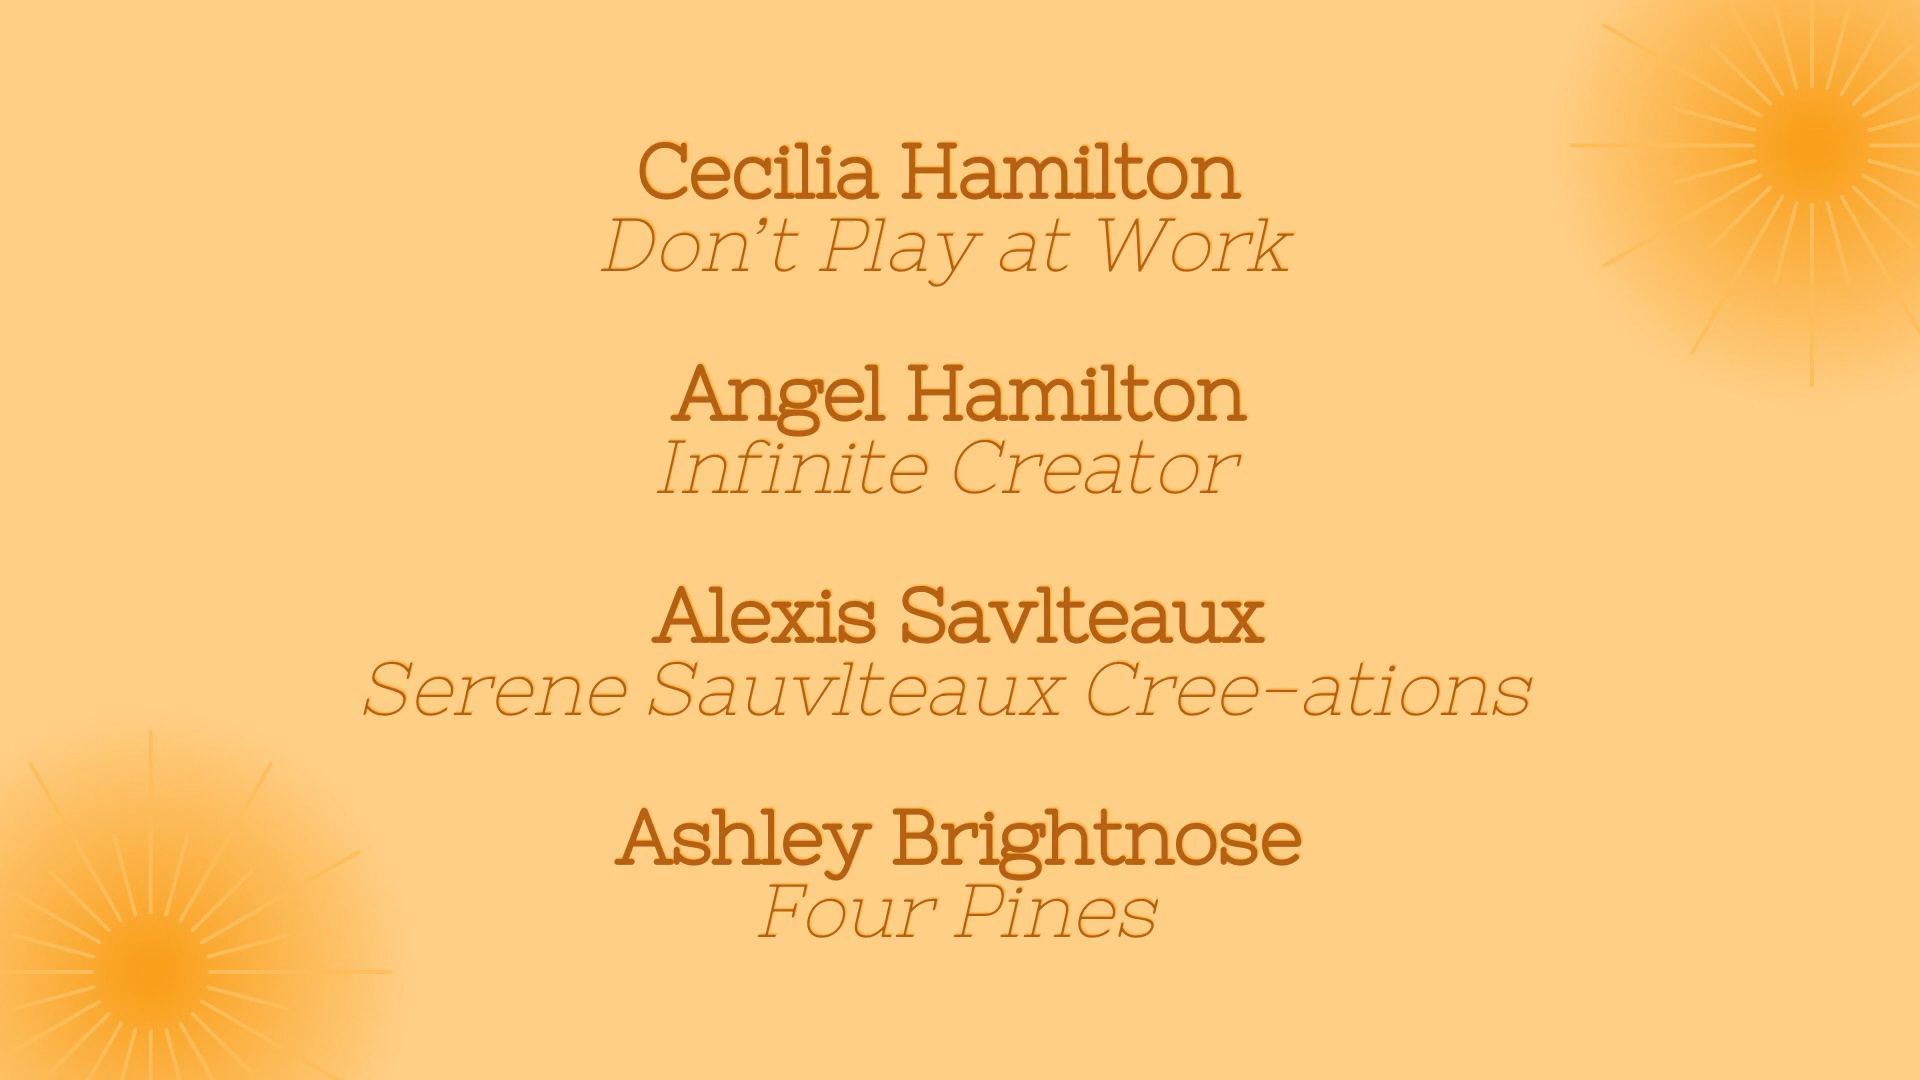 Cecilia Hamilton
Don’t Play at Work
Angel Hamilton
Infinite Creator
Alexis Savlteaux
Serene Sauvlteaux Cree-ations
Ashley Brightnose
Four Pines